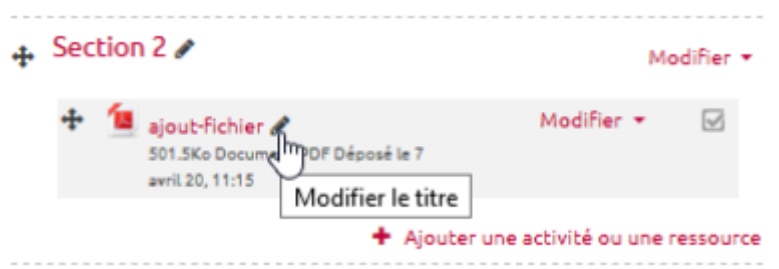 Section 2
Modifier
ajout-fichier
Modifier
501.5Ko Docume PDF Déposé le 7
avril 20, 11:15
Modifier le titre
Ajouter une activité ou une ressource